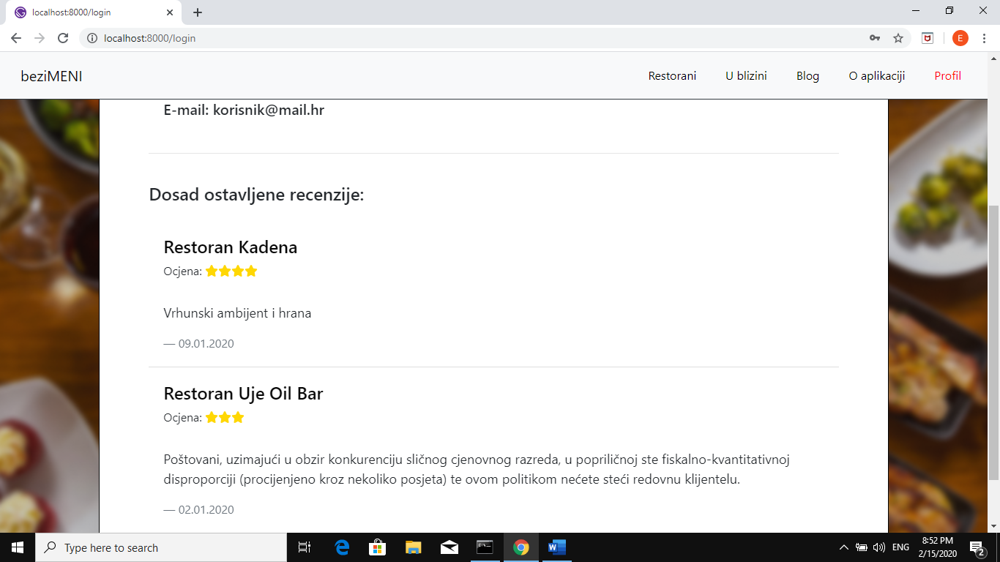 localhost:8000/login
localhost:8000/login
E
beziMENI
Restorani U blizini Blog O aplikaciji Profil
E-mail: korisnik@mail.hr
Dosad ostavljene recenzije:
Restoran Kadena
Ocjena:
Vrhunski ambijent i hrana
— 09.01.2020
Restoran Uje Oil Bar
Ocjena:
Poštovani, uzimajući u obzir konkurenciju sličnog cjenovnog razreda, u popriličnoj ste fiskalno-kvantitativnoj
disproporciji (procijenjeno kroz nekoliko posjeta) te ovom politikom nećete steći redovnu klijentelu.
— 02.01.2020
Type here to search
ENG
8:52 PM
2/15/2020
2